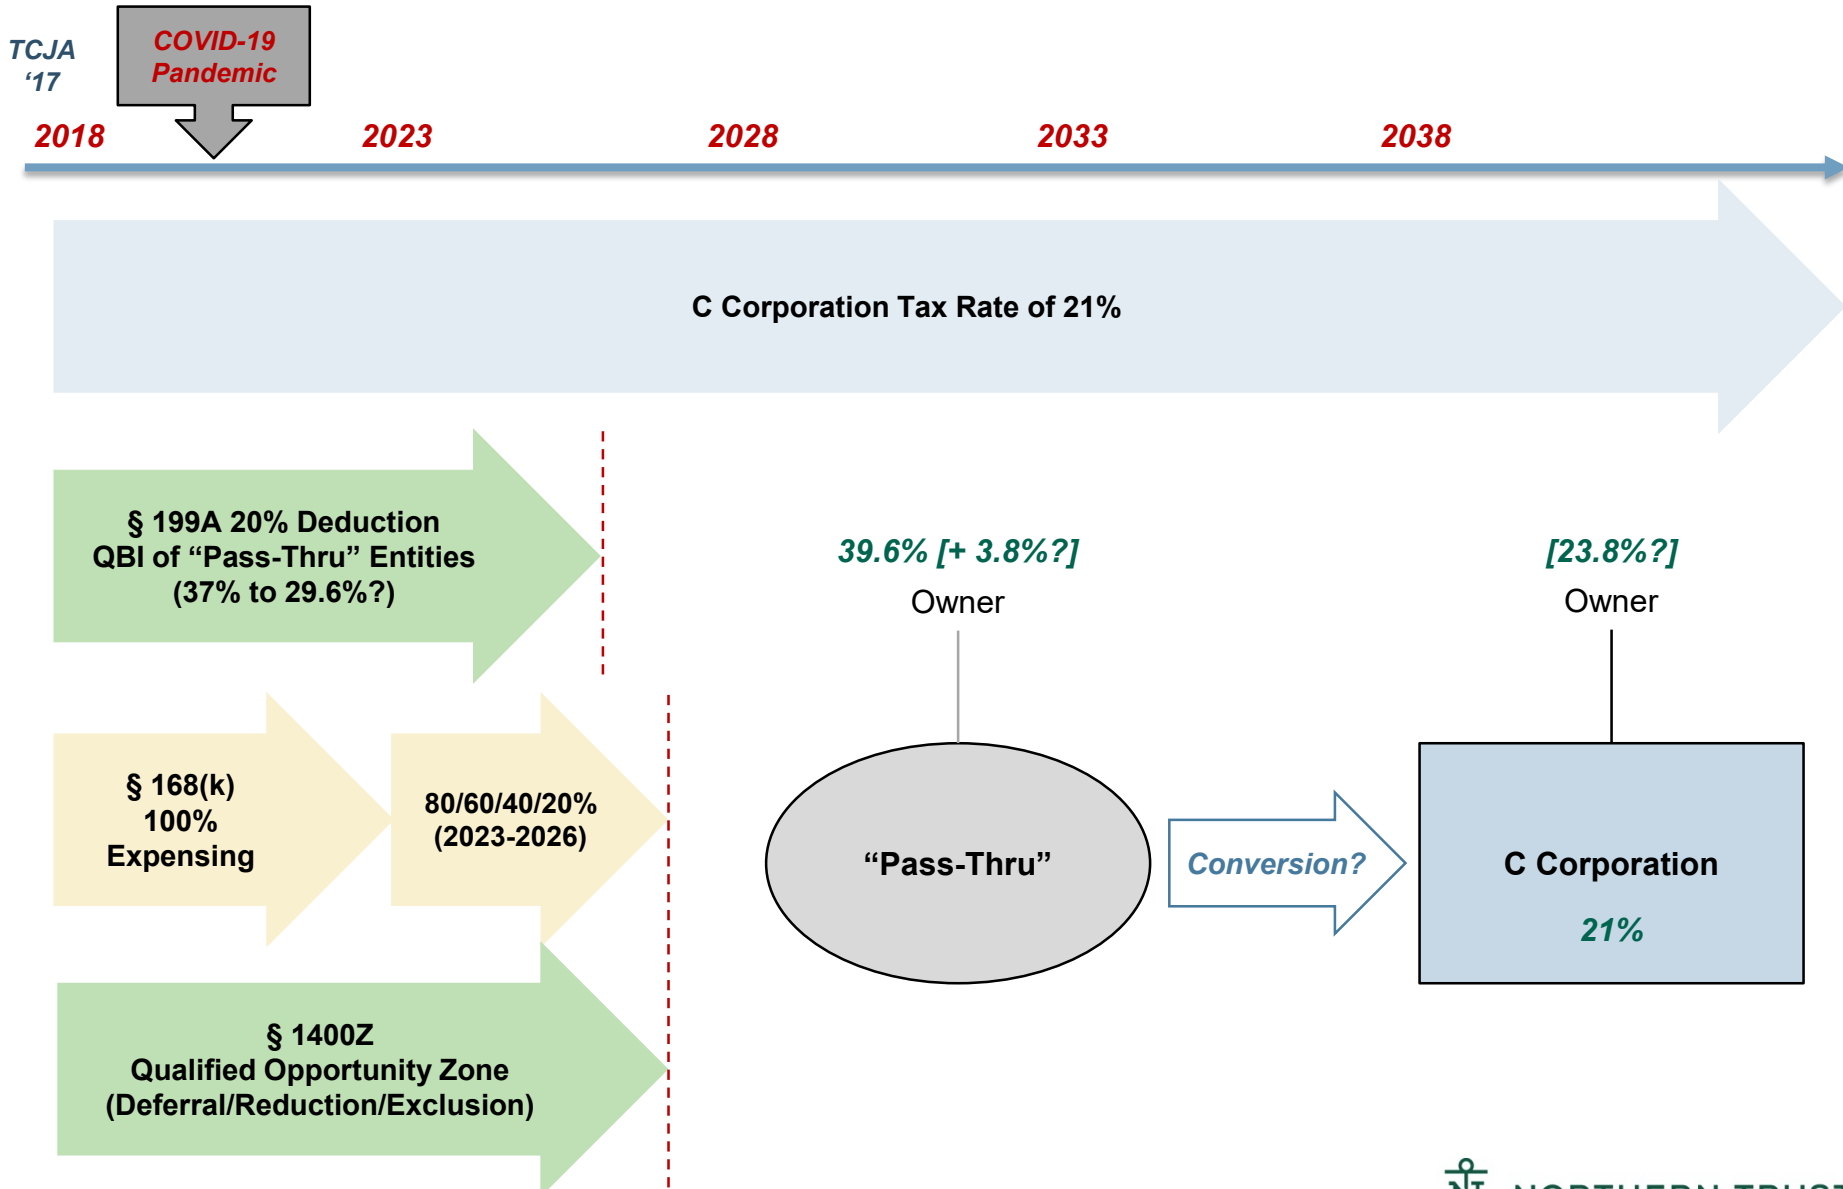 TCJA
‘17
COVID-19
Pandemic
2018
2023
2028
2033
2038
C Corporation Tax Rate of 21%
§ 199A 20% Deduction
QBI of “Pass-Thru” Entities
(37% to 29.6%?)
39.6% [+ 3.8%?]
Owner
[23.8%?]
Owner
§ 168(k)
100%
Expensing
80/60/40/20%
(2023-2026)
“Pass-Thru”
Conversion?
C Corporation
21%
§ 1400Z
Qualified Opportunity Zone
(Deferral/Reduction/Exclusion)
NORTHERN TRUST